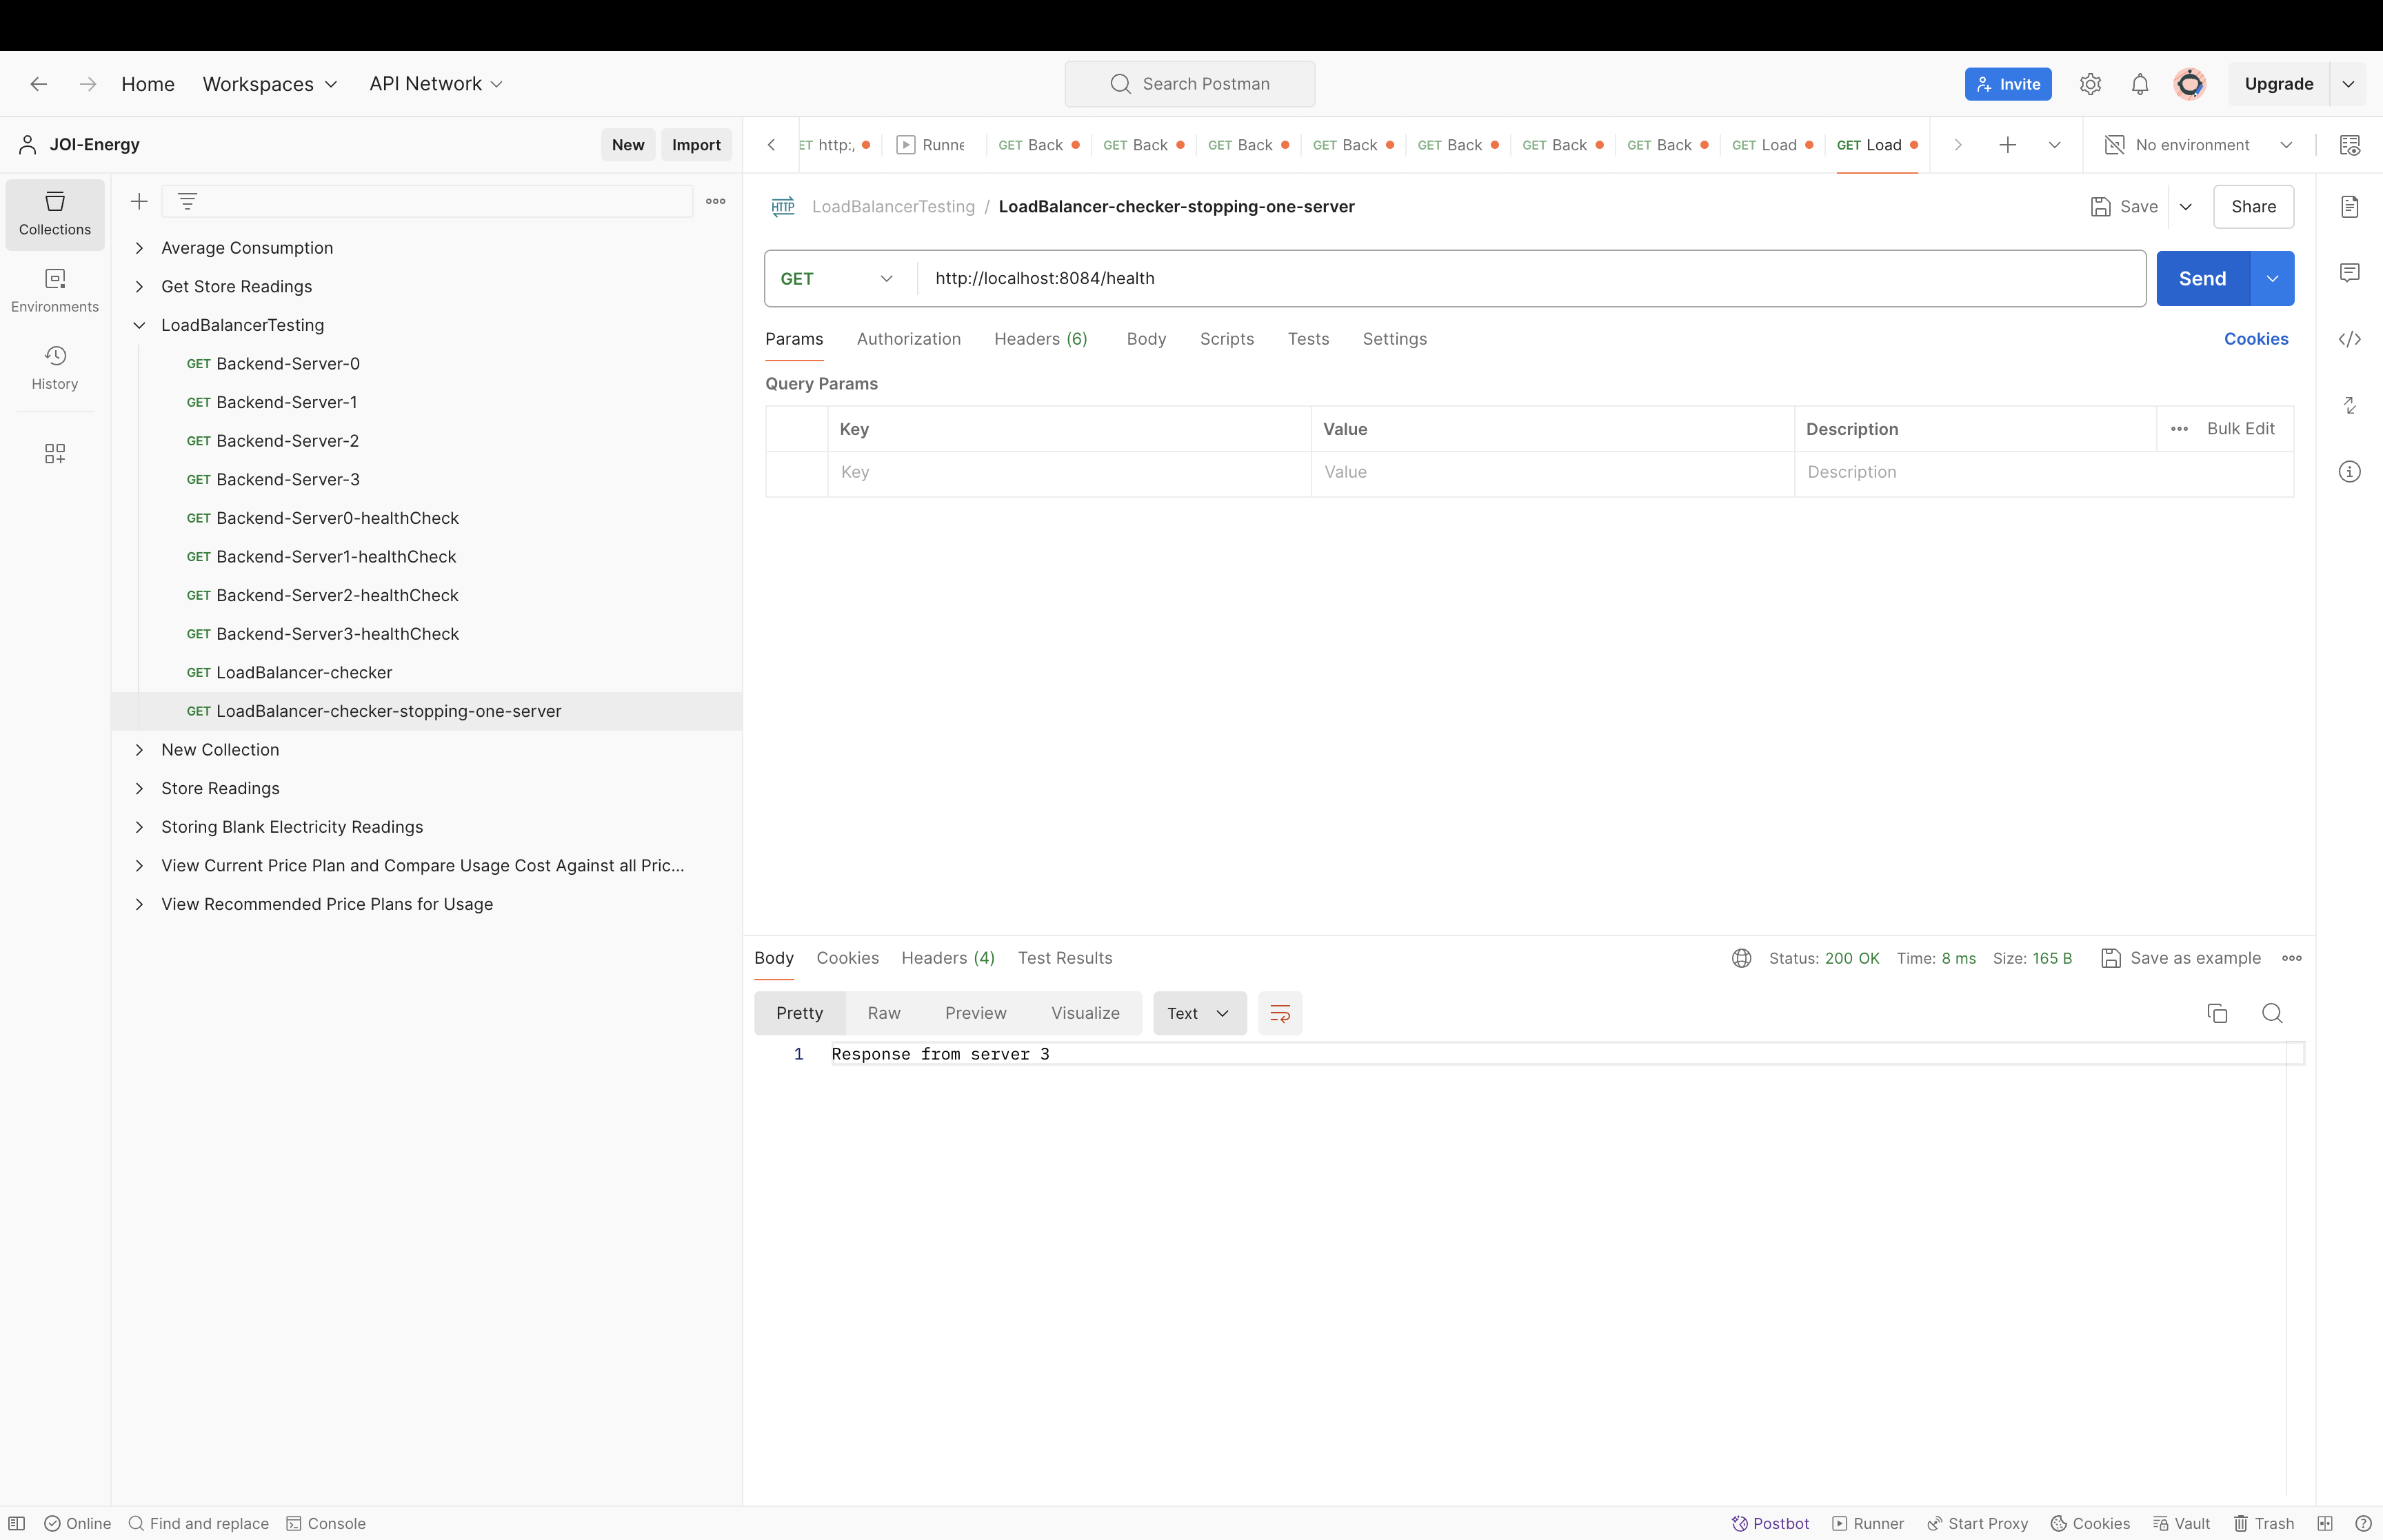 Home Workspaces API Network Search Postman Invite Upgrade
JOI-Energy New Import
ET http:, Runne GET Back GET Back GET Back GET Back GET Back GET Back GET Back GET Load GET Load No environment
Collections
Environments
History
Average Consumption
Get Store Readings
LoadBalancerTesting
GET Backend-Server-0
GET Backend-Server-1
GET Backend-Server-2
GET Backend-Server-3
GET Backend-Server0-healthCheck
GET Backend-Server1-healthCheck
GET Backend-Server2-healthCheck
GET Backend-Server3-healthCheck
GET LoadBalancer-checker
GET LoadBalancer-checker-stopping-one-server
New Collection
Store Readings
Storing Blank Electricity Readings
View Current Price Plan and Compare Usage Cost Against all Pric...
View Recommended Price Plans for Usage
HTTP LoadBalancerTesting / LoadBalancer-checker-stopping-one-server Save Share
GET http://localhost:8084/health Send
Params Authorization Headers (6) Body Scripts Tests Settings Cookies
Query Params
Key Value Description Bulk Edit
Key Value Description
Body Cookies Headers (4) Test Results Status: 200 OK Time: 8 ms Size: 165 B Save as example
Pretty Raw Preview Visualize Text
1 Response from server 3
Online Find and replace Console Postbot Runner Start Proxy Cookies Vault Trash